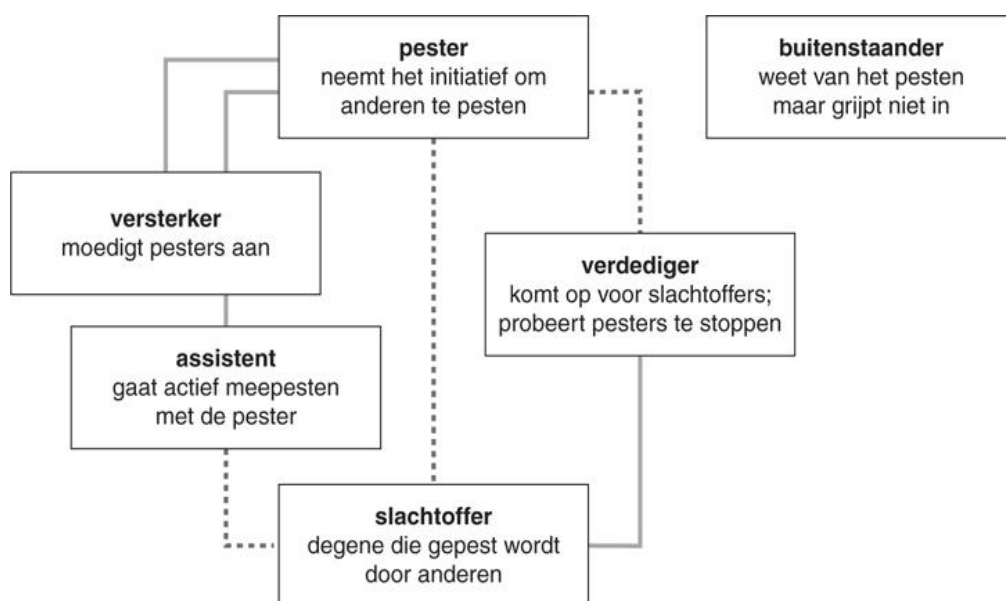 pester
neemt het initiatief om
anderen te pesten
buitenstaander
weet van het pesten
maar grijpt niet in
versterker
moedigt pesters aan
verdediger
komt op voor slachtoffers;
probeert pesters te stoppen
assistent
gaat actief meepesten
met de pester
slachtoffer
degene die gepest wordt
door anderen